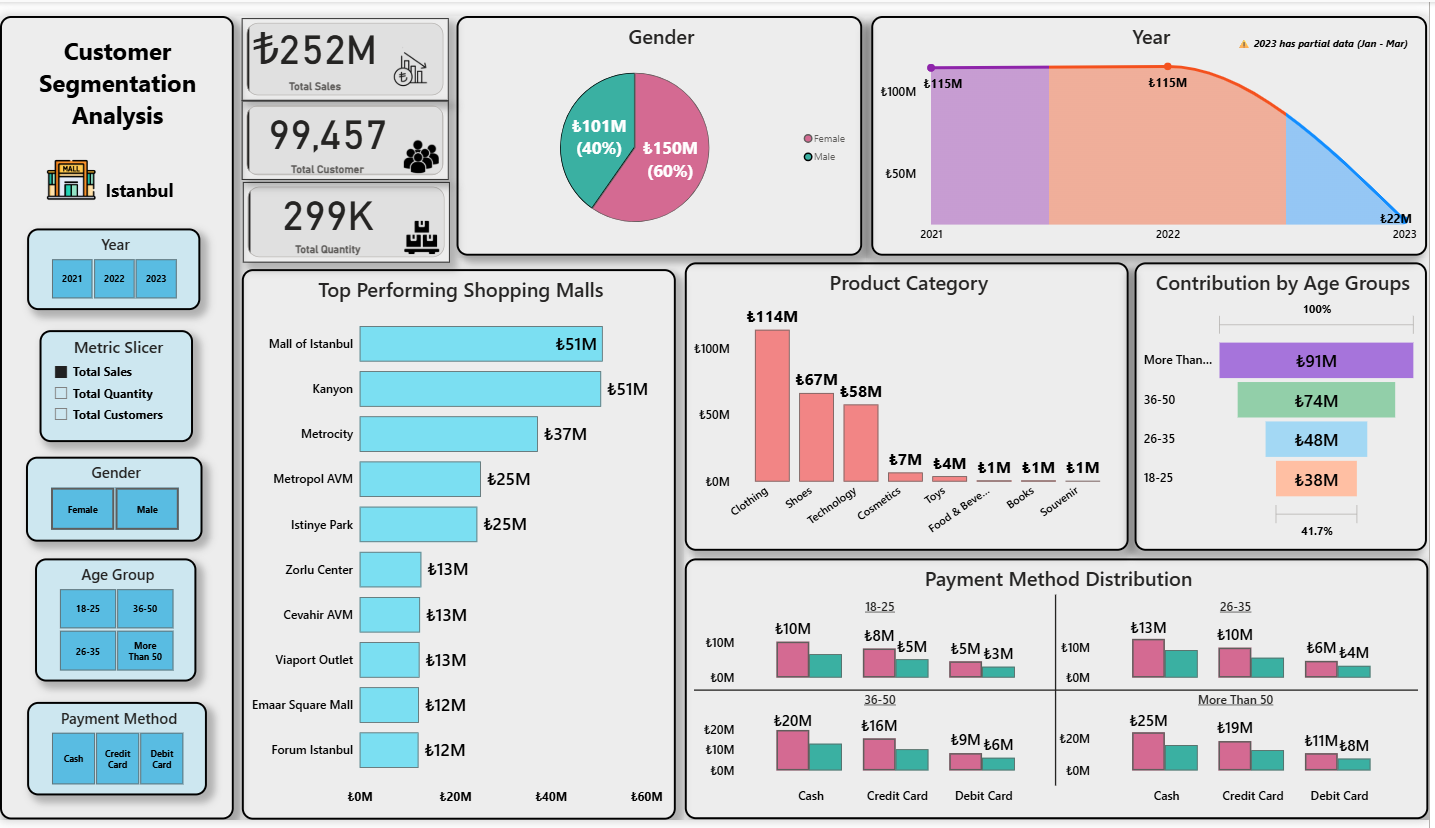 Customer
Segmentation
Analysis
MALL
Istanbul
Year
2021
2022
2023
Metric Slicer
Total Sales
Total Quantity
Total Customers
Gender
Female
Male
Age Group
18-25
36-50
26-35
More
Than 50
Payment Method
Cash
Credit
Card
Debit
Card
₺252M
Total Sales
99,457
Total Customer
299K
Total Quantity
Gender
₺101M
(40%)
₺150M
(60%)
Female
Male
Year
2023 has partial data (Jan - Mar)
₺100M
₺50M
₺115M
₺115M
₺22M
2021
2022
2023
Top Performing Shopping Malls
Mall of Istanbul
₺51M
Kanyon
₺51M
Metrocity
₺37M
Metropol AVM
₺25M
Istinye Park
₺25M
Zorlu Center
₺13M
Cevahir AVM
₺13M
Viaport Outlet
₺13M
Emaar Square Mall
₺12M
Forum Istanbul
₺12M
₺0M
₺20M
₺40M
₺60M
Product Category
₺100M
₺50M
₺0M
₺114M
₺67M
₺58M
₺7M
₺4M
₺1M
₺1M
₺1M
Clothing
Shoes
Technology
Cosmetics
Toys
Food & Beve...
Books
Souvenir
Contribution by Age Groups
100%
More Than...
₺91M
36-50
₺74M
26-35
₺48M
18-25
₺38M
41.7%
Payment Method Distribution
18-25
₺10M
₺0M
₺10M
₺8M
₺5M
₺5M
₺3M
26-35
₺10M
₺0M
₺13M
₺10M
₺6M
₺4M
36-50
₺20M
₺10M
₺0M
₺20M
₺16M
₺9M
₺6M
Cash
Credit Card
Debit Card
More Than 50
₺20M
₺0M
₺25M
₺19M
₺11M
₺8M
Cash
Credit Card
Debit Card